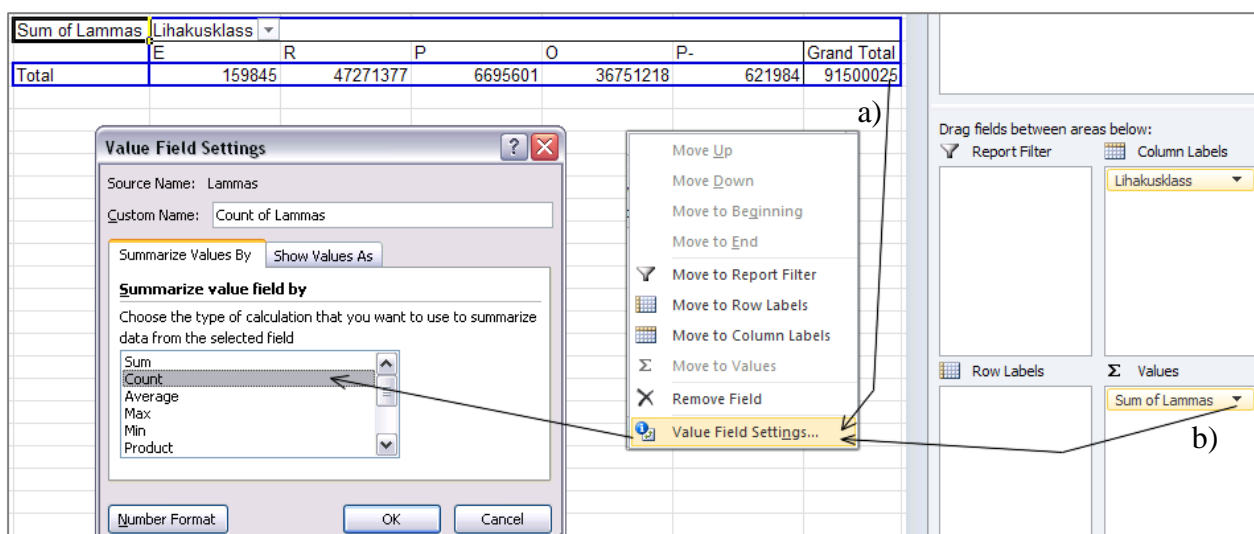 Sum of Lammas Lihakusklass
E R P O P- Grand Total
Total 159845 47271377 6695601 36751218 621984 91500025
a)
Value Field Settings
Source Name: Lammas
Custom Name: Count of Lammas
Summarize Values By Show Values As
Summarize value field by
Choose the type of calculation that you want to use to summarize
data from the selected field
Sum
Count
Average
Max
Min
Product
Number Format OK Cancel
Move Up
Move Down
Move to Beginning
Move to End
Move to Report Filter
Move to Row Labels
Move to Column Labels
Σ Move to Values
Remove Field
Value Field Settings...
Drag fields between areas below:
Report Filter Column Labels
Lihakusklass
Row Labels Σ Values
Sum of Lammas
b)